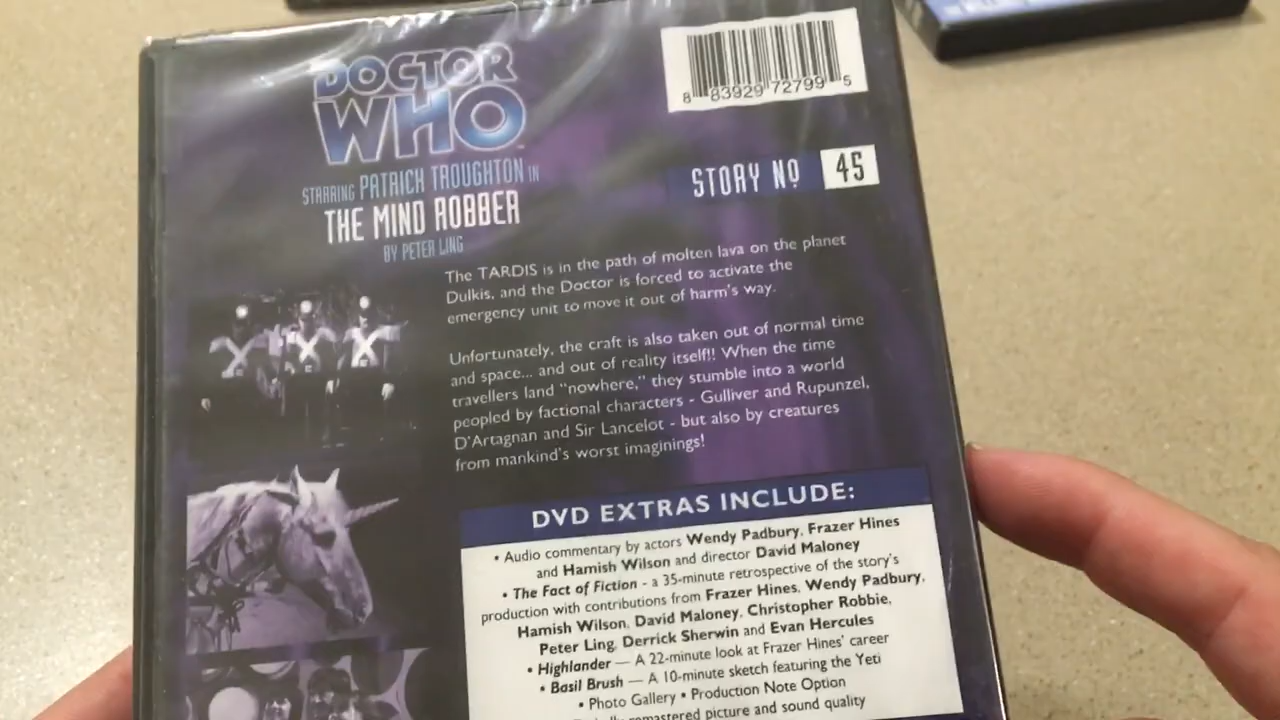 DOCTOR
WHO
STARRING PATRICK TROUGHTON IN
THE MIND ROBBER
BY PETER LING
8 83929 72799 5
STORY Nº 45
The TARDIS is in the path of molten lava on the planet
Dulkis, and the Doctor is forced to activate the
emergency unit to move it out of harm's way.
Unfortunately, the craft is also taken out of normal time
and space... and out of reality itself!! When the time
travellers land "nowhere," they stumble into a world
peopled by factional characters - Gulliver and Rupunzel,
D'Artagnan and Sir Lancelot - but also by creatures
from mankind's worst imaginings!
DVD EXTRAS INCLUDE:
• Audio commentary by actors Wendy Padbury, Frazer Hines
and Hamish Wilson and director David Maloney
• The Fact of Fiction - a 35-minute retrospective of the story's
production with contributions from Frazer Hines, Wendy Padbury,
Hamish Wilson, David Maloney, Christopher Robbie,
Peter Ling, Derrick Sherwin and Evan Hercules
• Highlander — A 22-minute look at Frazer Hines' career
• Basil Brush — A 10-minute sketch featuring the Yeti
• Photo Gallery • Production Note Option
remastered picture and sound quality